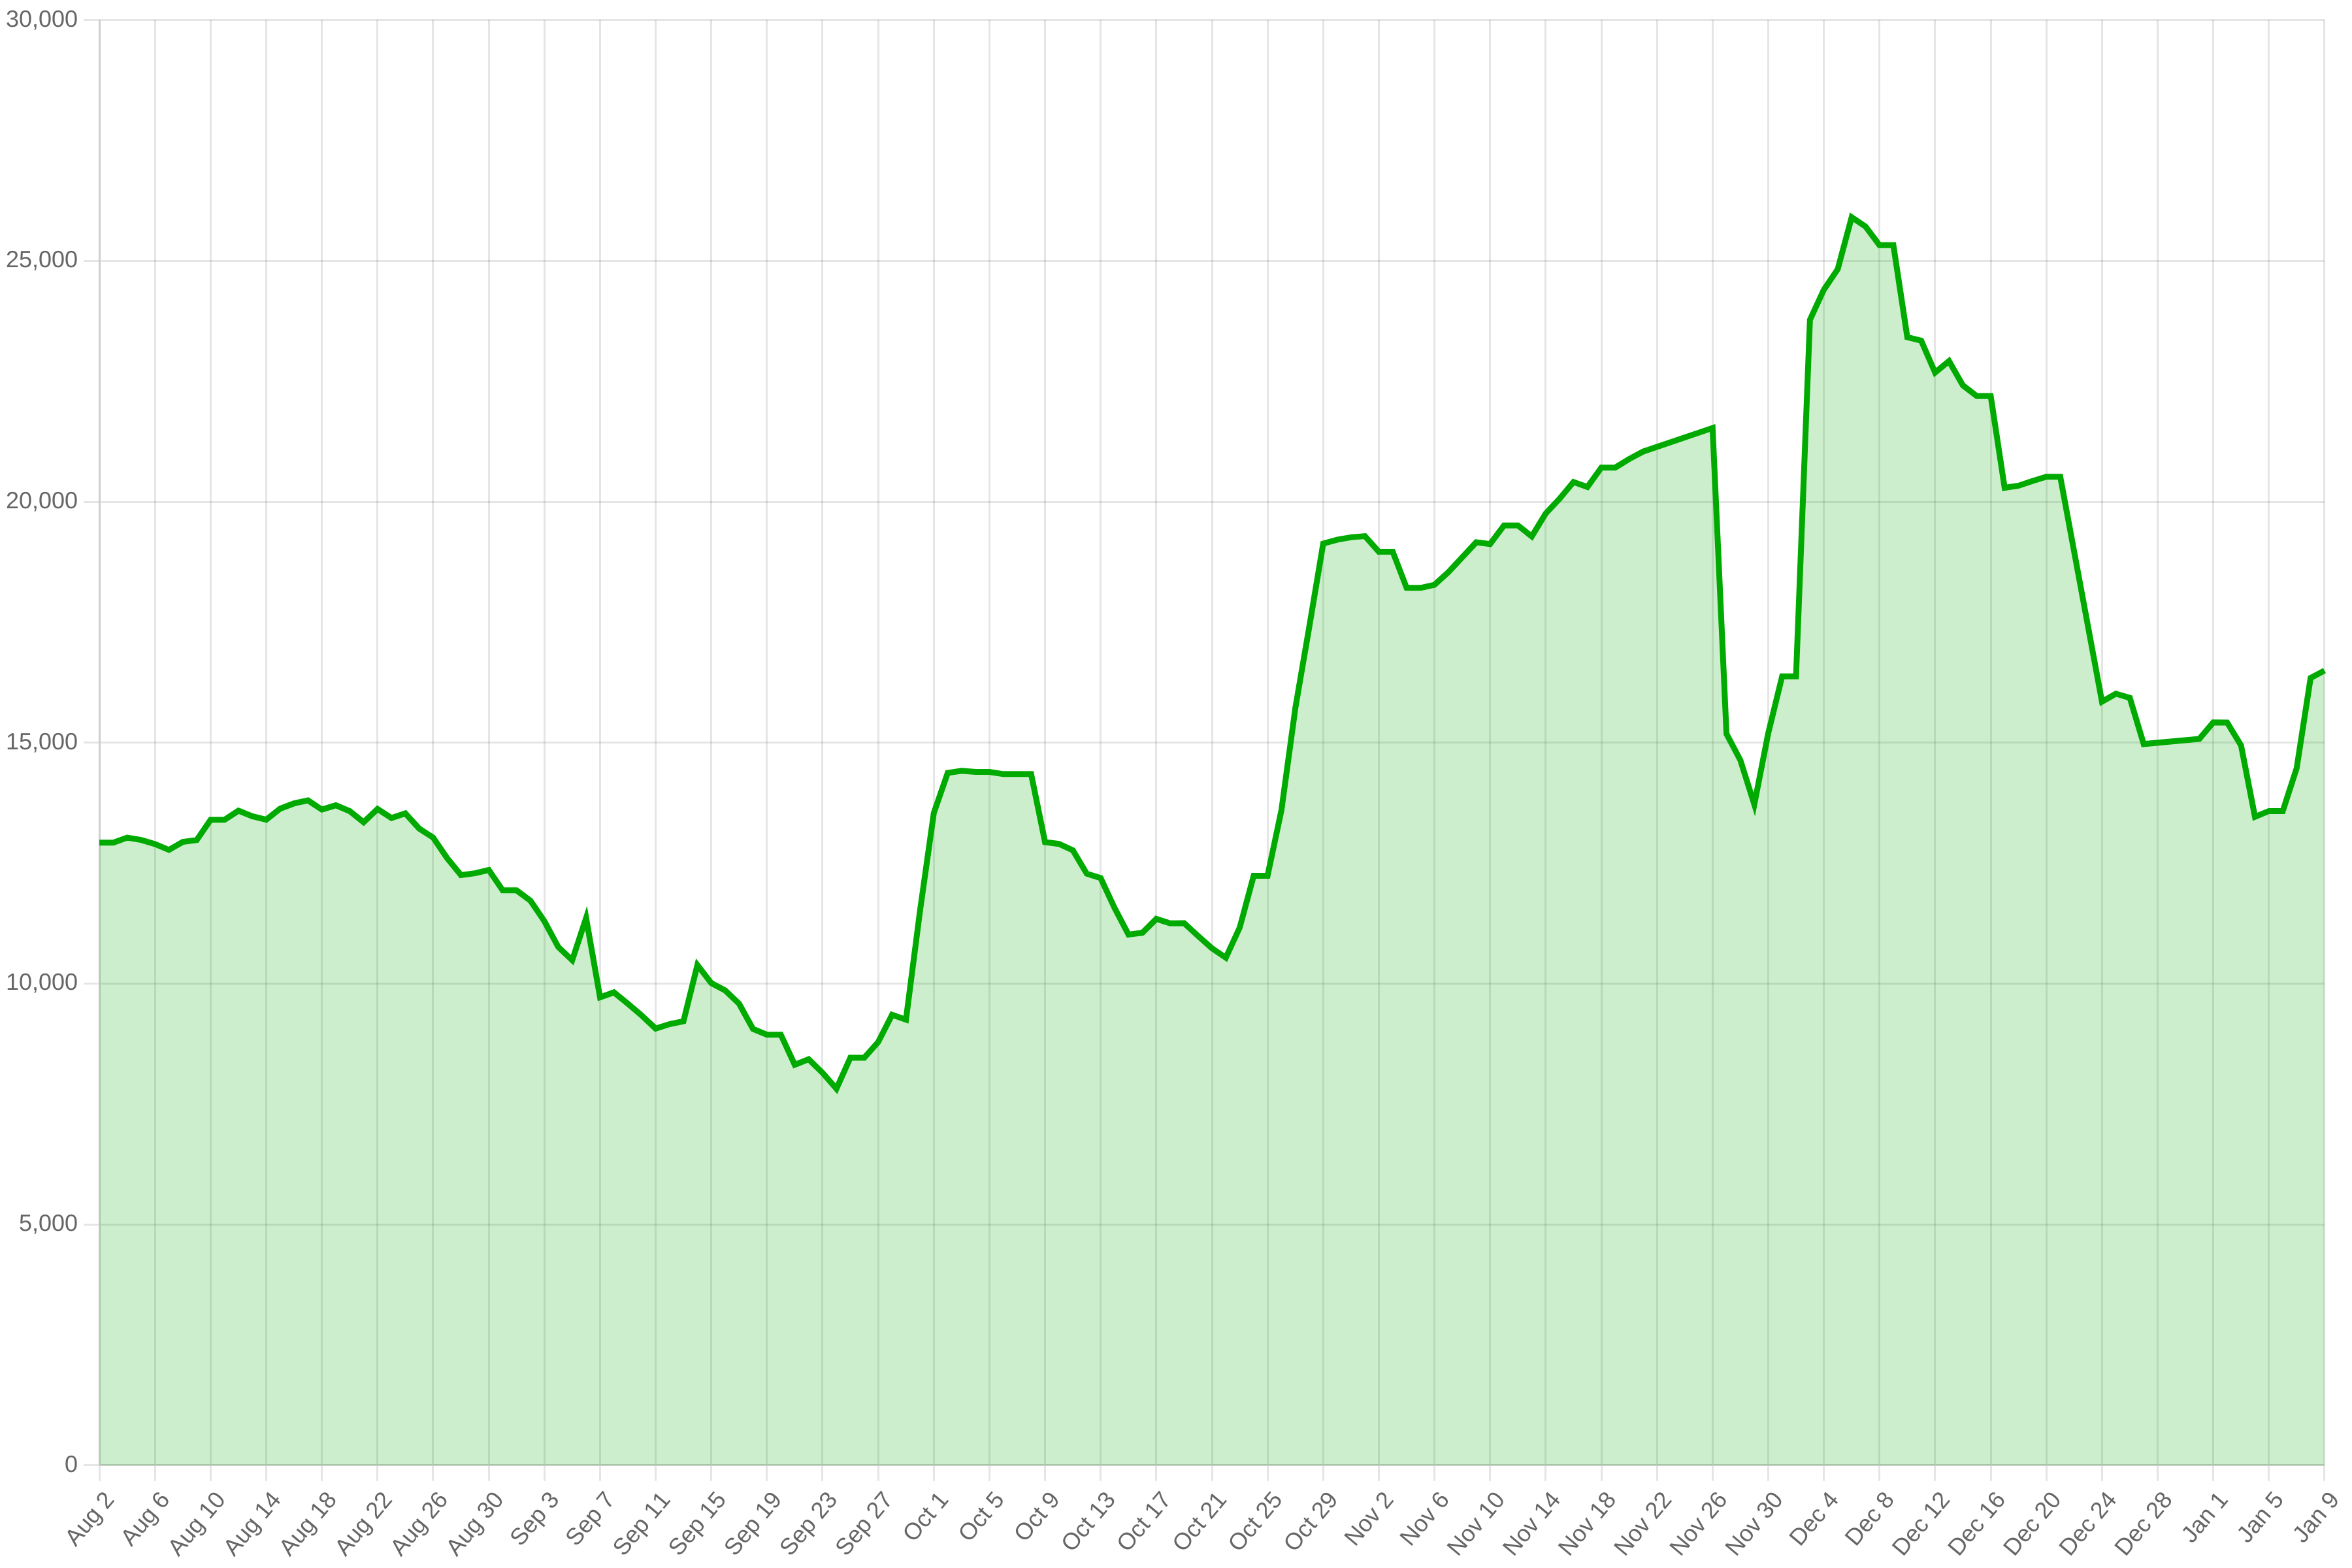 30,000
25,000
20,000
15,000
10,000
5,000
0
Aug 2
Aug 6
Aug 10
Aug 14
Aug 18
Aug 22
Aug 26
Aug 30
Sep 3
Sep 7
Sep 11
Sep 15
Sep 19
Sep 23
Sep 27
Oct 1
Oct 5
Oct 9
Oct 13
Oct 17
Oct 21
Oct 25
Oct 29
Nov 2
Nov 6
Nov 10
Nov 14
Nov 18
Nov 22
Nov 26
Nov 30
Dec 4
Dec 8
Dec 12
Dec 16
Dec 20
Dec 24
Dec 28
Jan 1
Jan 5
Jan 9